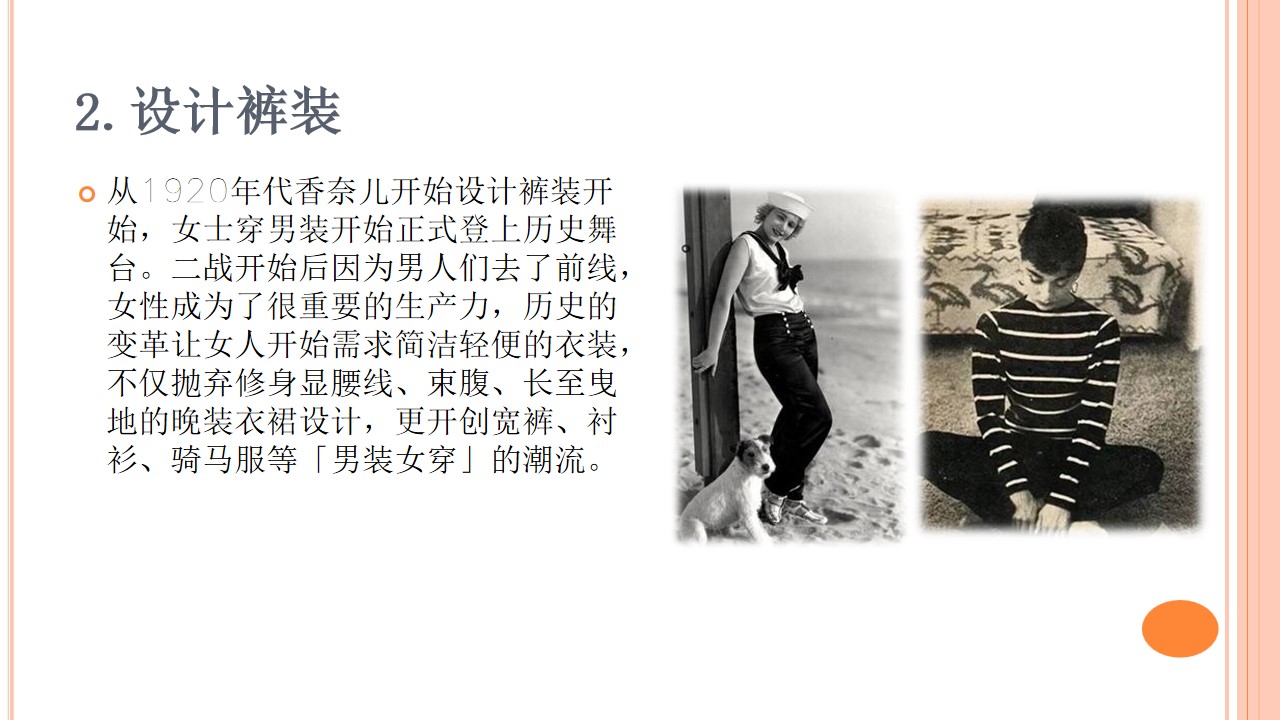 2. 设计裤装
从1920年代香奈儿开始设计裤装开
始，女士穿男装开始正式登上历史舞
台。二战开始后因为男人们去了前线，
女性成为了很重要的生产力，历史的
变革让女人开始需求简洁轻便的衣装，
不仅抛弃修身显腰线、束腹、长至曳
地的晚装衣裙设计，更开创宽裤、衬
衫、骑马服等「男装女穿」的潮流。